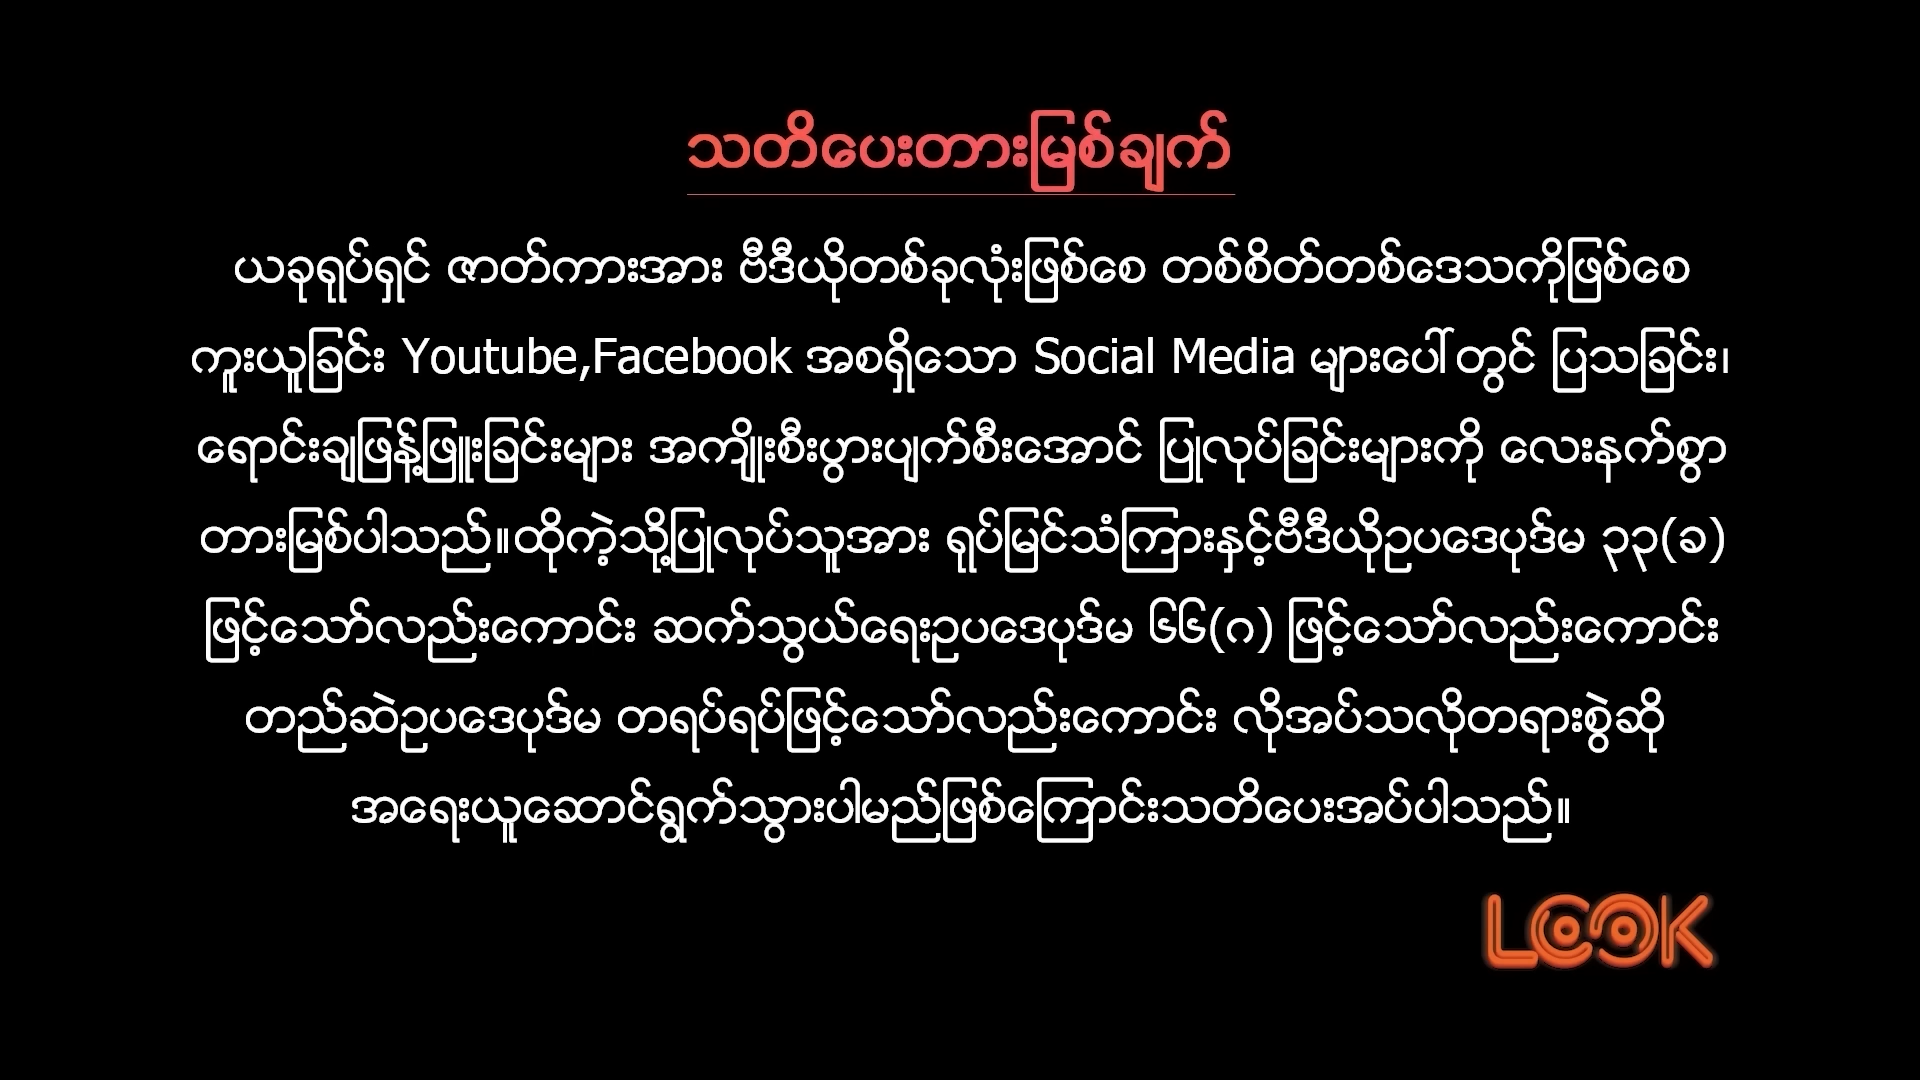 သတိပေးတားမြစ်ချက်
ယခုရုပ်ရှင် ဇာတ်ကားအား ဗီဒီယိုတစ်ခုလုံးဖြစ်စေ တစ်စိတ်တစ်ဒေသကိုဖြစ်စေ
ကူးယူခြင်း Youtube,Facebook အစရှိသော Social Media များပေါ်တွင် ပြသခြင်း၊
ရောင်းချဖြန့်ဖြူးခြင်းများ အကျိုးစီးပွားပျက်စီးအောင် ပြုလုပ်ခြင်းများကို လေးနက်စွာ
တားမြစ်ပါသည်။ထိုကဲ့သို့ပြုလုပ်သူအား ရုပ်မြင်သံကြားနှင့်ဗီဒီယိုဥပဒေပုဒ်မ ၃၃(ခ)
ဖြင့်သော်လည်းကောင်း ဆက်သွယ်ရေးဥပဒေပုဒ်မ ၆၆(ဂ) ဖြင့်သော်လည်းကောင်း
တည်ဆဲဥပဒေပုဒ်မ တရပ်ရပ်ဖြင့်သော်လည်းကောင်း လိုအပ်သလိုတရားစွဲဆို
အရေးယူဆောင်ရွက်သွားပါမည်ဖြစ်ကြောင်းသတိပေးအပ်ပါသည်။
LOOK